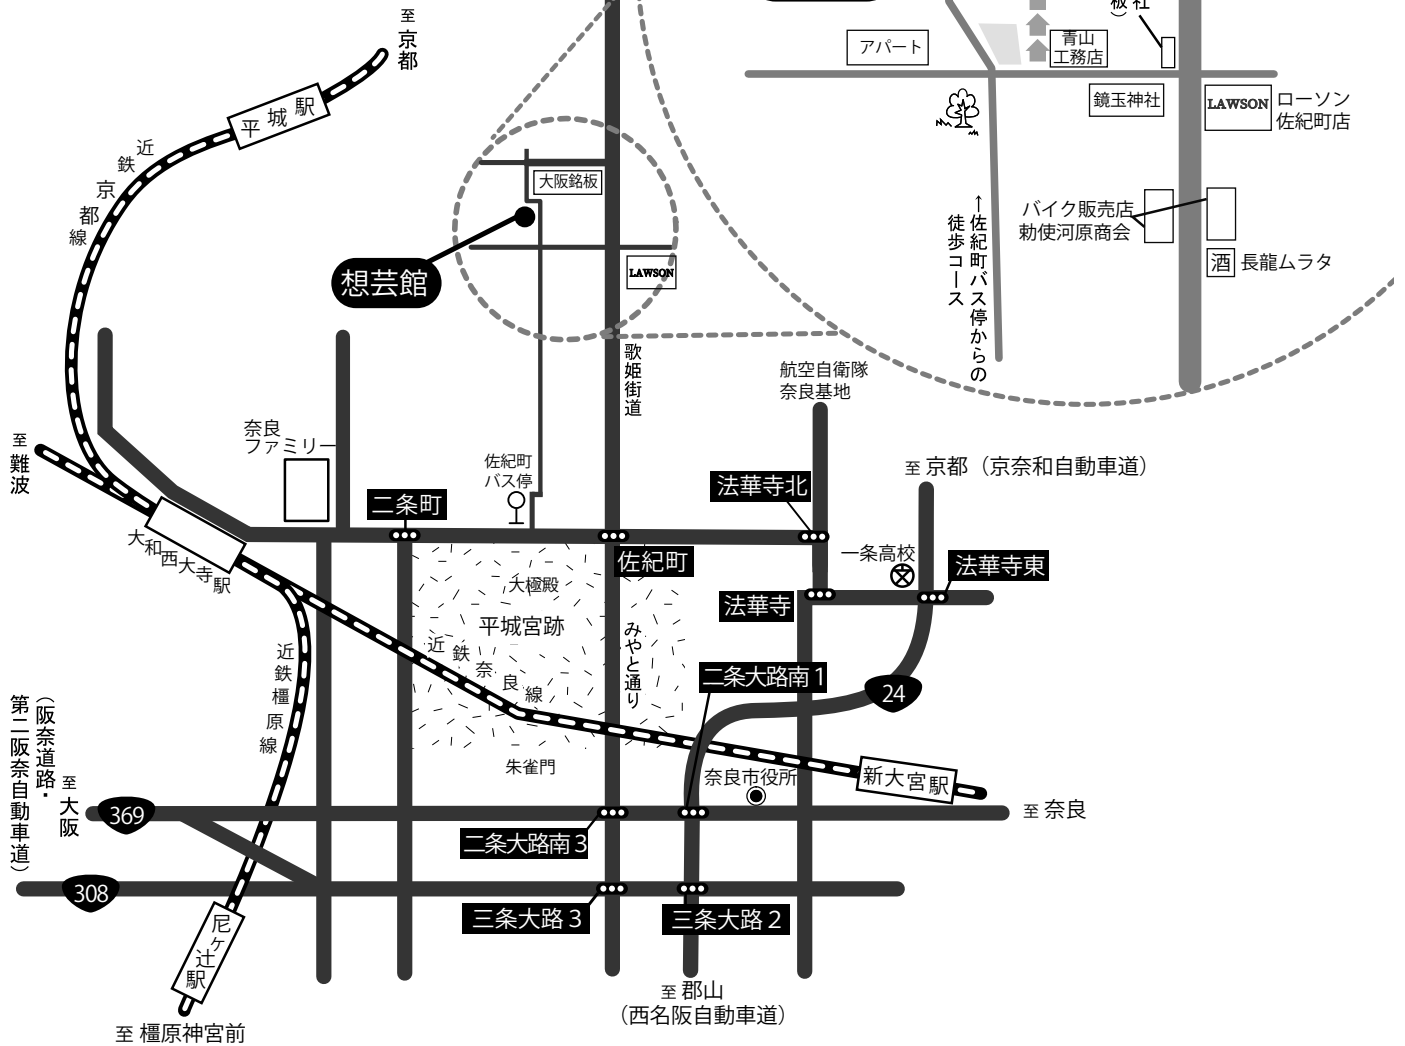 至
京都
平城駅
近鉄京都線
大阪銘板
想芸館
LAWSON
歌姫街道
アパート
青山
工務店
社
板）
鏡玉神社
LAWSON
ローソン
佐紀町店
バイク販売店
勅使河原商会
酒
長龍ムラタ
←佐紀町バス停からの
徒歩コース
航空自衛隊
奈良基地
至
難波
奈良
ファミリー
佐紀町
バス停
二条町
法華寺北
至 京都（京奈和自動車道）
大和西大寺駅
佐紀町
一条高校
法華寺東
大極殿
法華寺
平城宮跡
みやと通り
近鉄奈良線
近鉄橿原線
二条大路南1
24
朱雀門
奈良市役所
新大宮駅
（阪奈道路・
第二阪奈自動車道）
至
大阪
369
至 奈良
二条大路南3
308
三条大路3
三条大路2
尼ヶ辻駅
至 郡山
（西名阪自動車道）
至 橿原神宮前